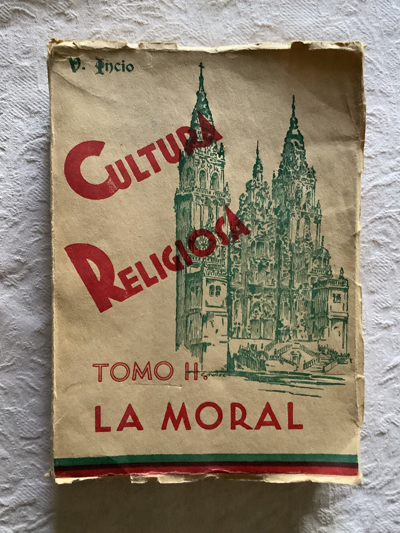 V. Incio
CULTURA
RELIGIOSA
TOMO II.
LA MORAL